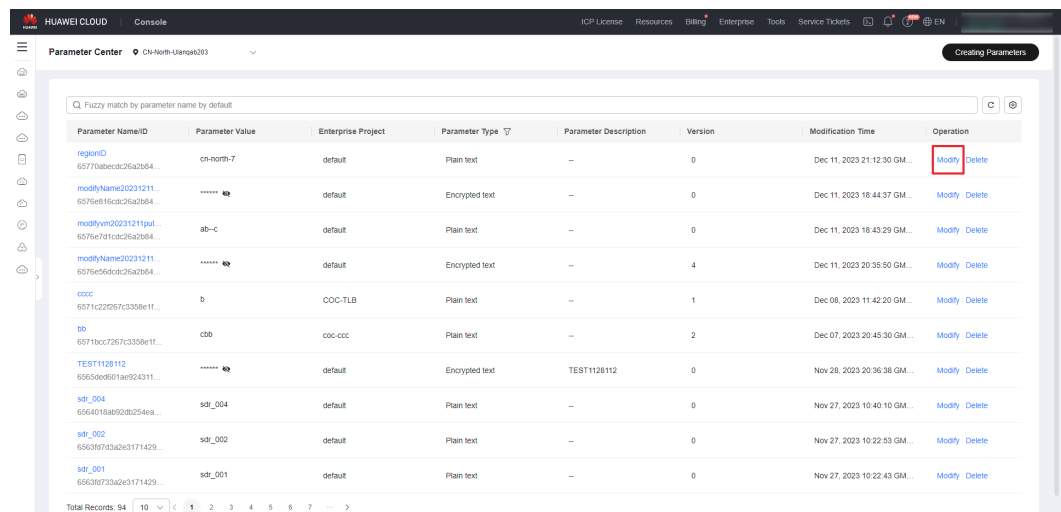 HUAWEI HUAWEI CLOUD Console ICP License Resources Billing Enterprise Tools Service Tickets EN
Parameter Center CN-North-Ulanqab203 Creating Parameters
Fuzzy match by parameter name by default
Parameter Name/ID Parameter Value Enterprise Project Parameter Type Parameter Description Version Modification Time Operation
regionID
65770abecdc26a2b84... cn-north-7 default Plain text -- 0 Dec 11, 2023 21:12:30 GM... Modify Delete
modifyName20231211...
6576e816cdc26a2b84... ****** default Encrypted text -- 0 Dec 11, 2023 18:44:37 GM... Modify Delete
modifyvm20231211put...
6576e7d1cdc26a2b84... ab--c default Plain text -- 0 Dec 11, 2023 18:43:29 GM... Modify Delete
modifyName20231211...
6576e56dcdc26a2b84... ****** default Encrypted text -- 4 Dec 11, 2023 20:35:50 GM... Modify Delete
cccc
6571c22f267c3358e1f... b COC-TLB Plain text -- 1 Dec 08, 2023 11:42:20 GM... Modify Delete
bb
6571bcc7267c3358e1f... cbb coc-ccc Plain text -- 2 Dec 07, 2023 20:45:30 GM... Modify Delete
TEST1128112
6565ded601ae924311... ****** default Encrypted text TEST1128112 0 Nov 28, 2023 20:36:38 GM... Modify Delete
sdr_004
6564018ab92db254ea... sdr_004 default Plain text -- 0 Nov 27, 2023 10:40:10 GM... Modify Delete
sdr_002
6563fd7d3a2e3171429... sdr_002 default Plain text -- 0 Nov 27, 2023 10:22:53 GM... Modify Delete
sdr_001
6563fd733a2e3171429... sdr_001 default Plain text -- 0 Nov 27, 2023 10:22:43 GM... Modify Delete
Total Records: 94 10 < 1 2 3 4 5 6 7 ... >